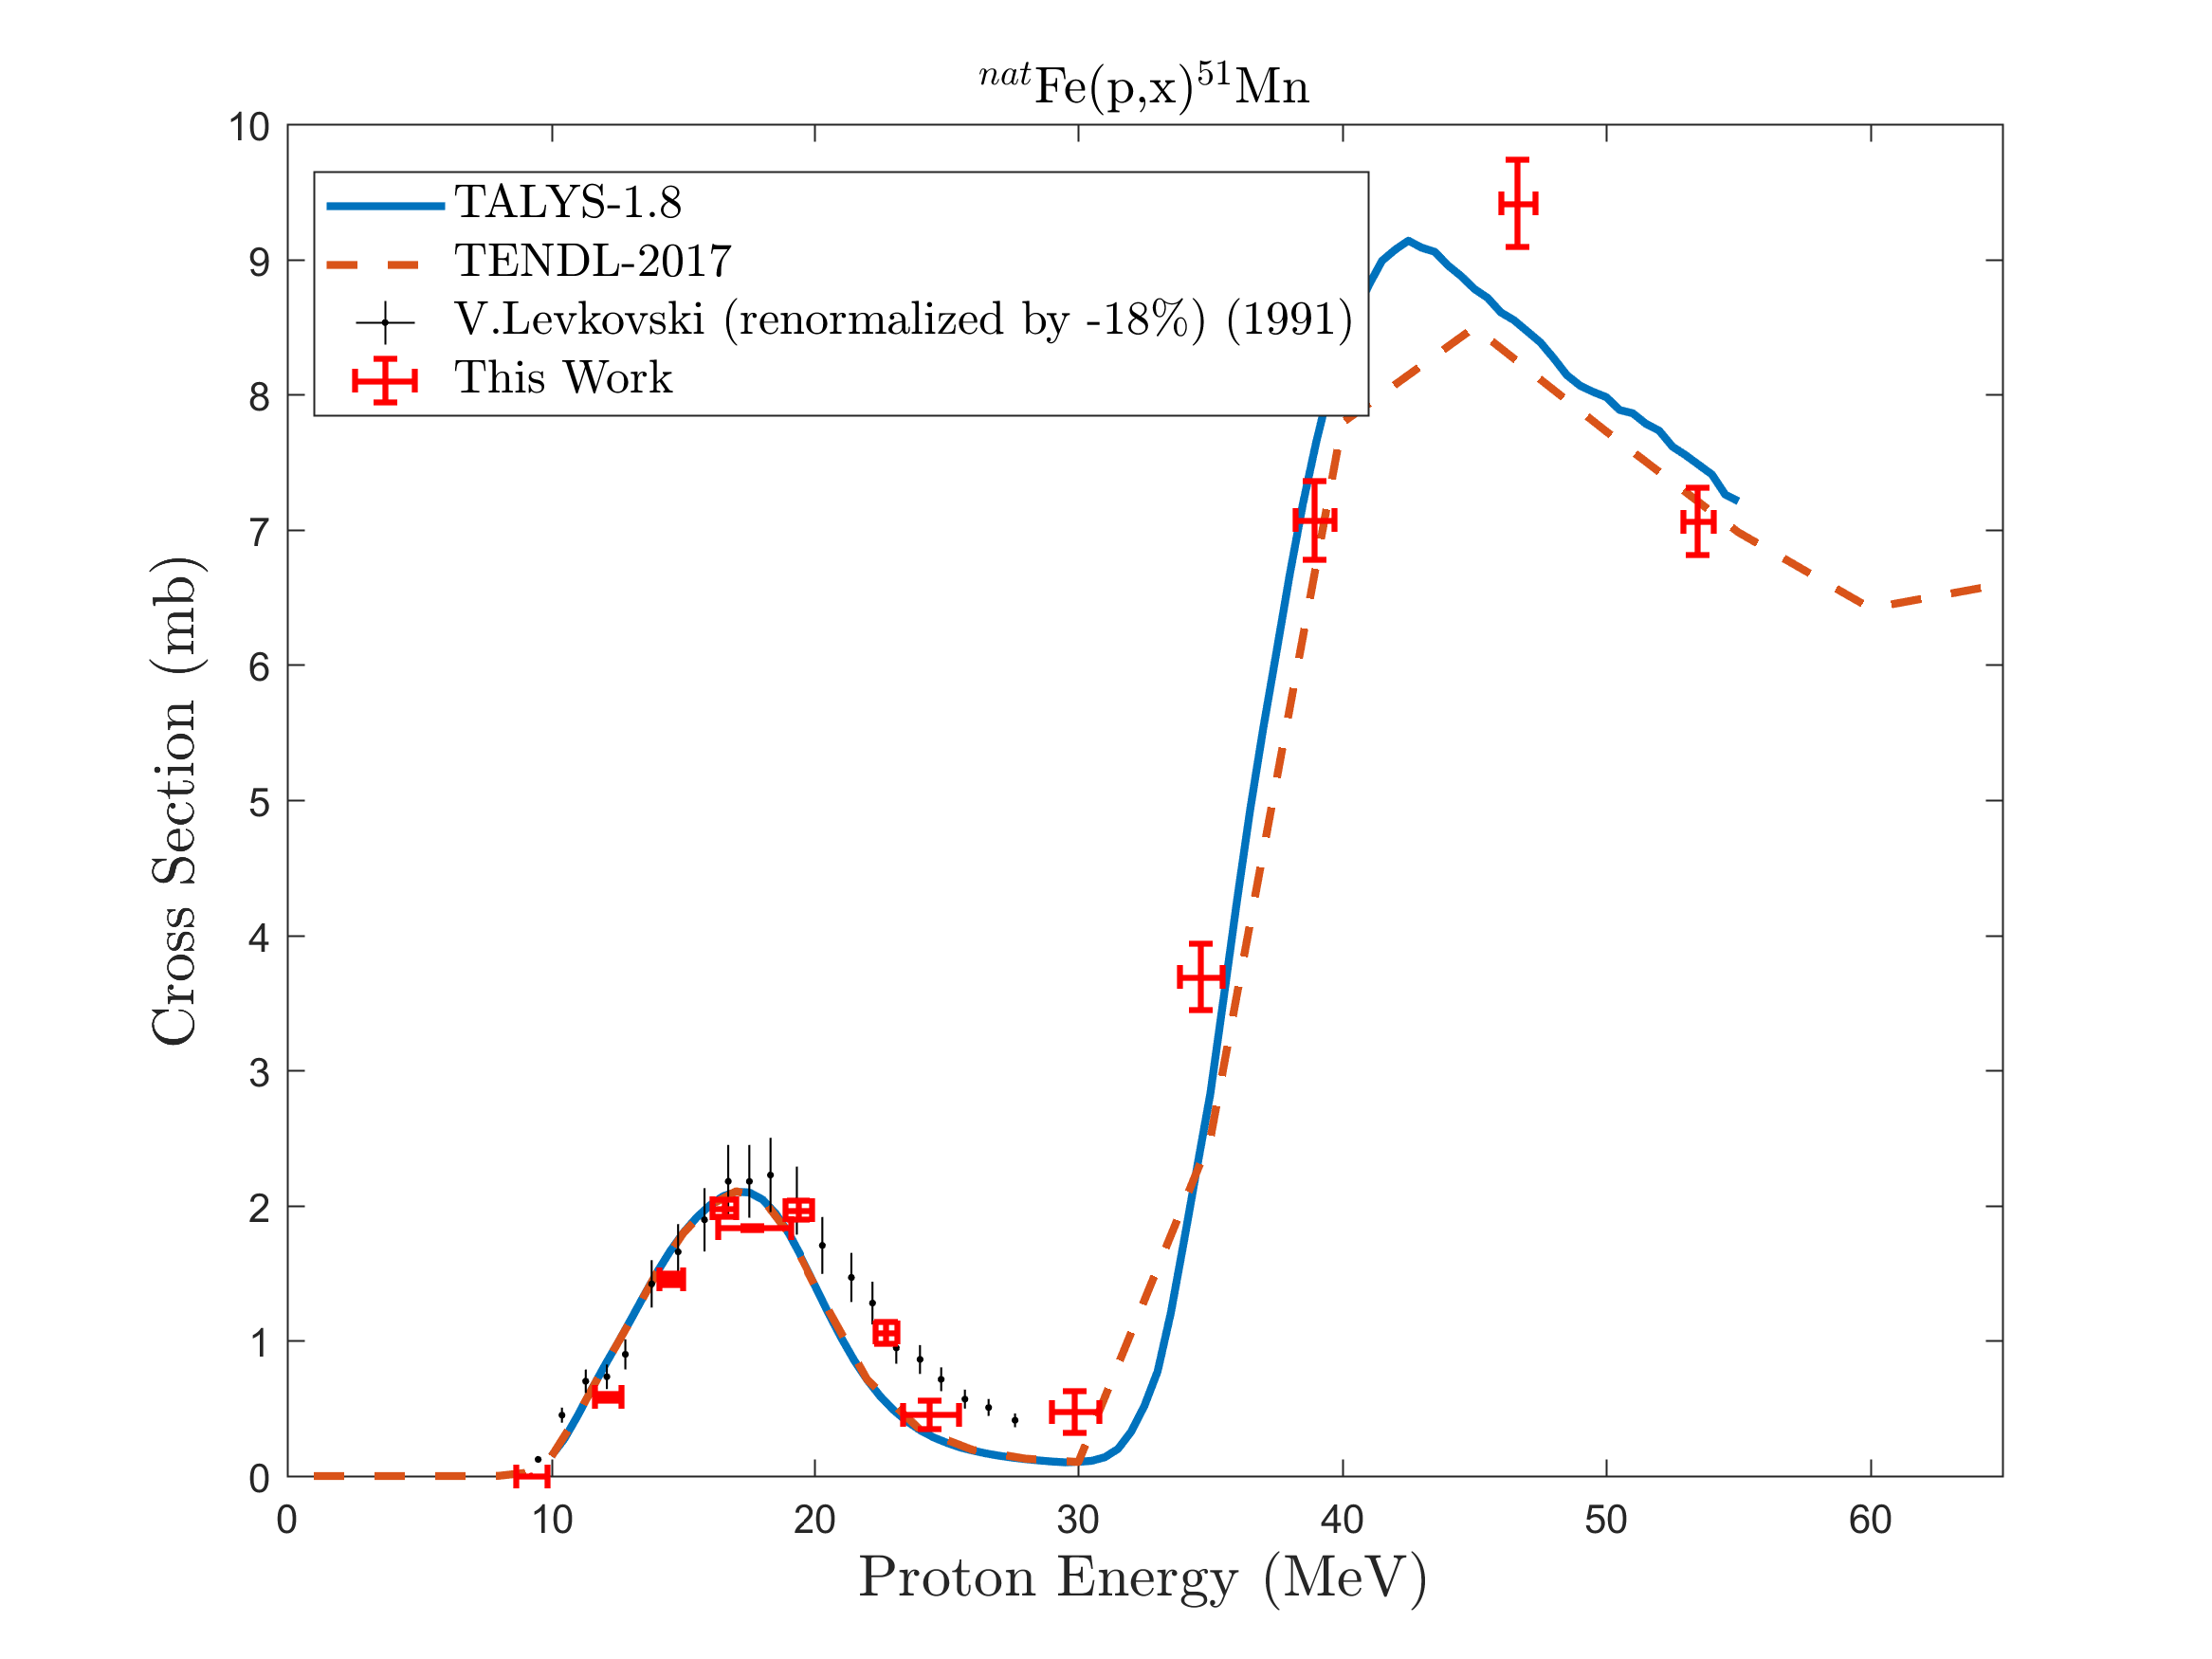 natFe(p,x)51Mn
10
9
8
7
6
5
4
3
2
1
0
Cross Section (mb)
TALYS-1.8
TENDL-2017
V.Levkovski (renormalized by -18%) (1991)
This Work
0 10 20 30 40 50 60
Proton Energy (MeV)